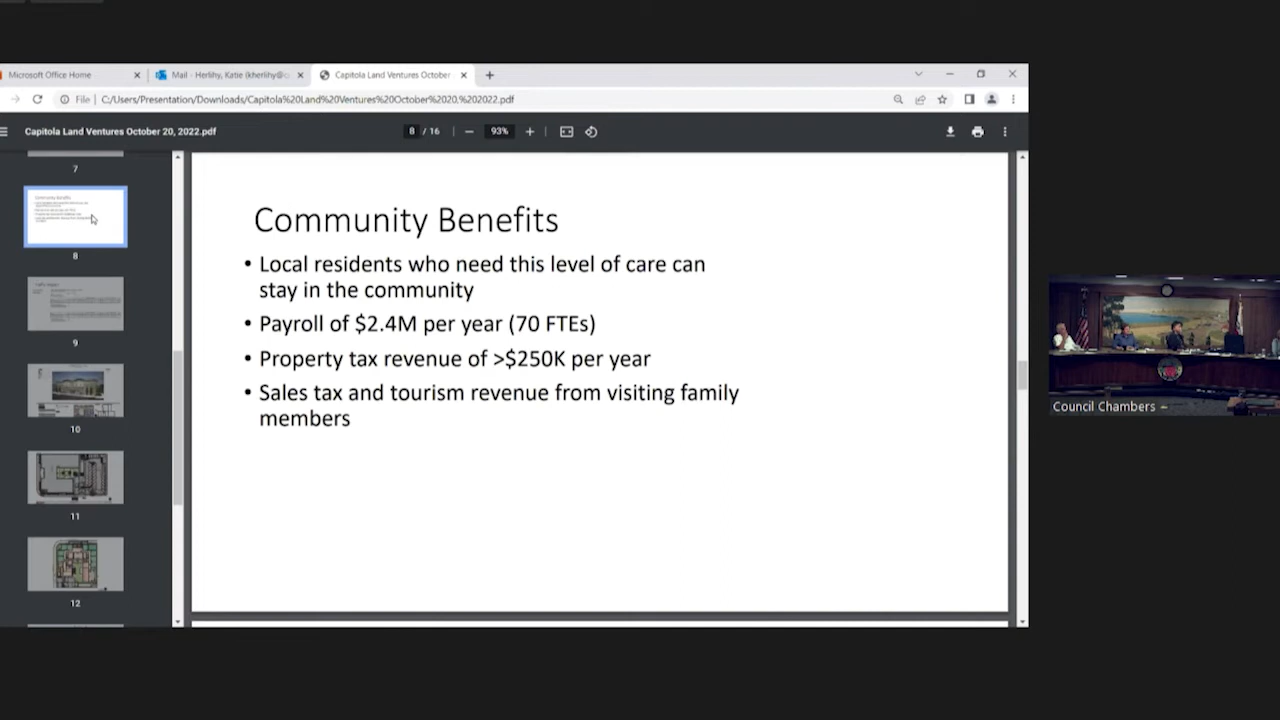 Microsoft Office Home
Mail - Herlihy, Katie (kherlihy@c
Capitola Land Ventures October
File
C:/Users/Presentation/Downloads/Capitola%20Land%20Ventures%20October%2020,%202022.pdf
Capitola Land Ventures October 20, 2022.pdf
8 / 16
93%
7
8
9
10
11
12
Community Benefits
• Local residents who need this level of care can
stay in the community
• Payroll of $2.4M per year (70 FTEs)
• Property tax revenue of >$250K per year
• Sales tax and tourism revenue from visiting family
members
Council Chambers